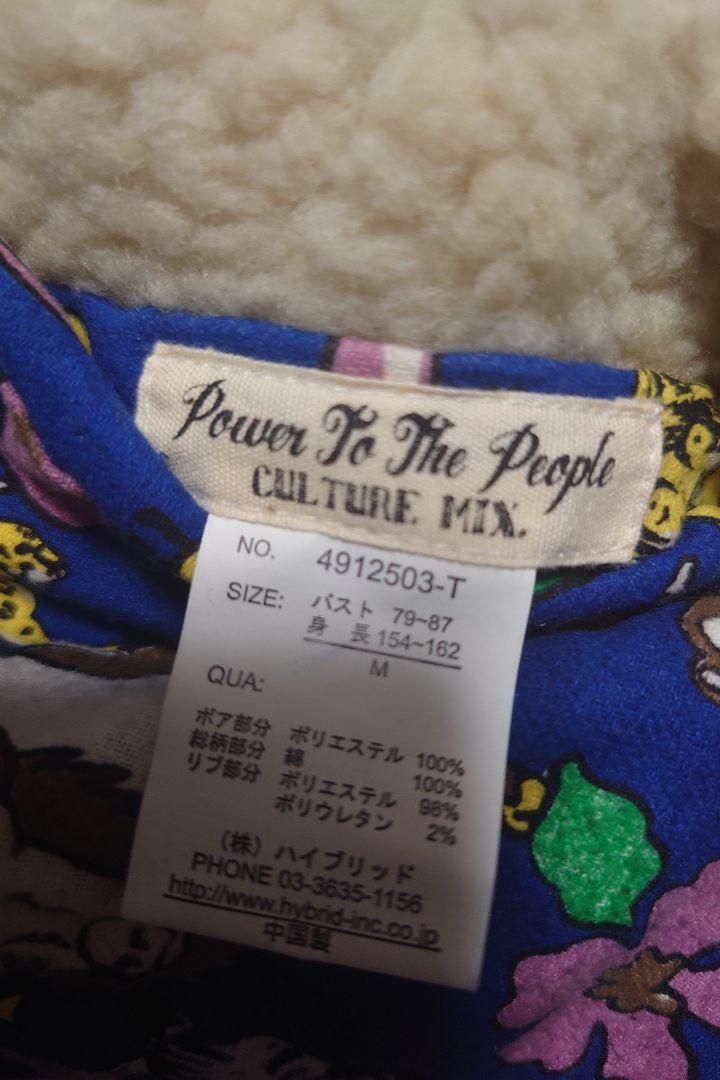 Power To The People
CULTURE MIX.
NO. 4912503-T
SIZE: バスト 79~87
身 長 154~162
M
QUA:
ボア部分 ポリエステル 100%
総柄部分 綿 100%
リブ部分 ポリエステル 98%
ポリウレタン 2%
(株) ハイブリッド
PHONE 03-3635-1156
http://www.hybrid-inc.co.jp
中国製